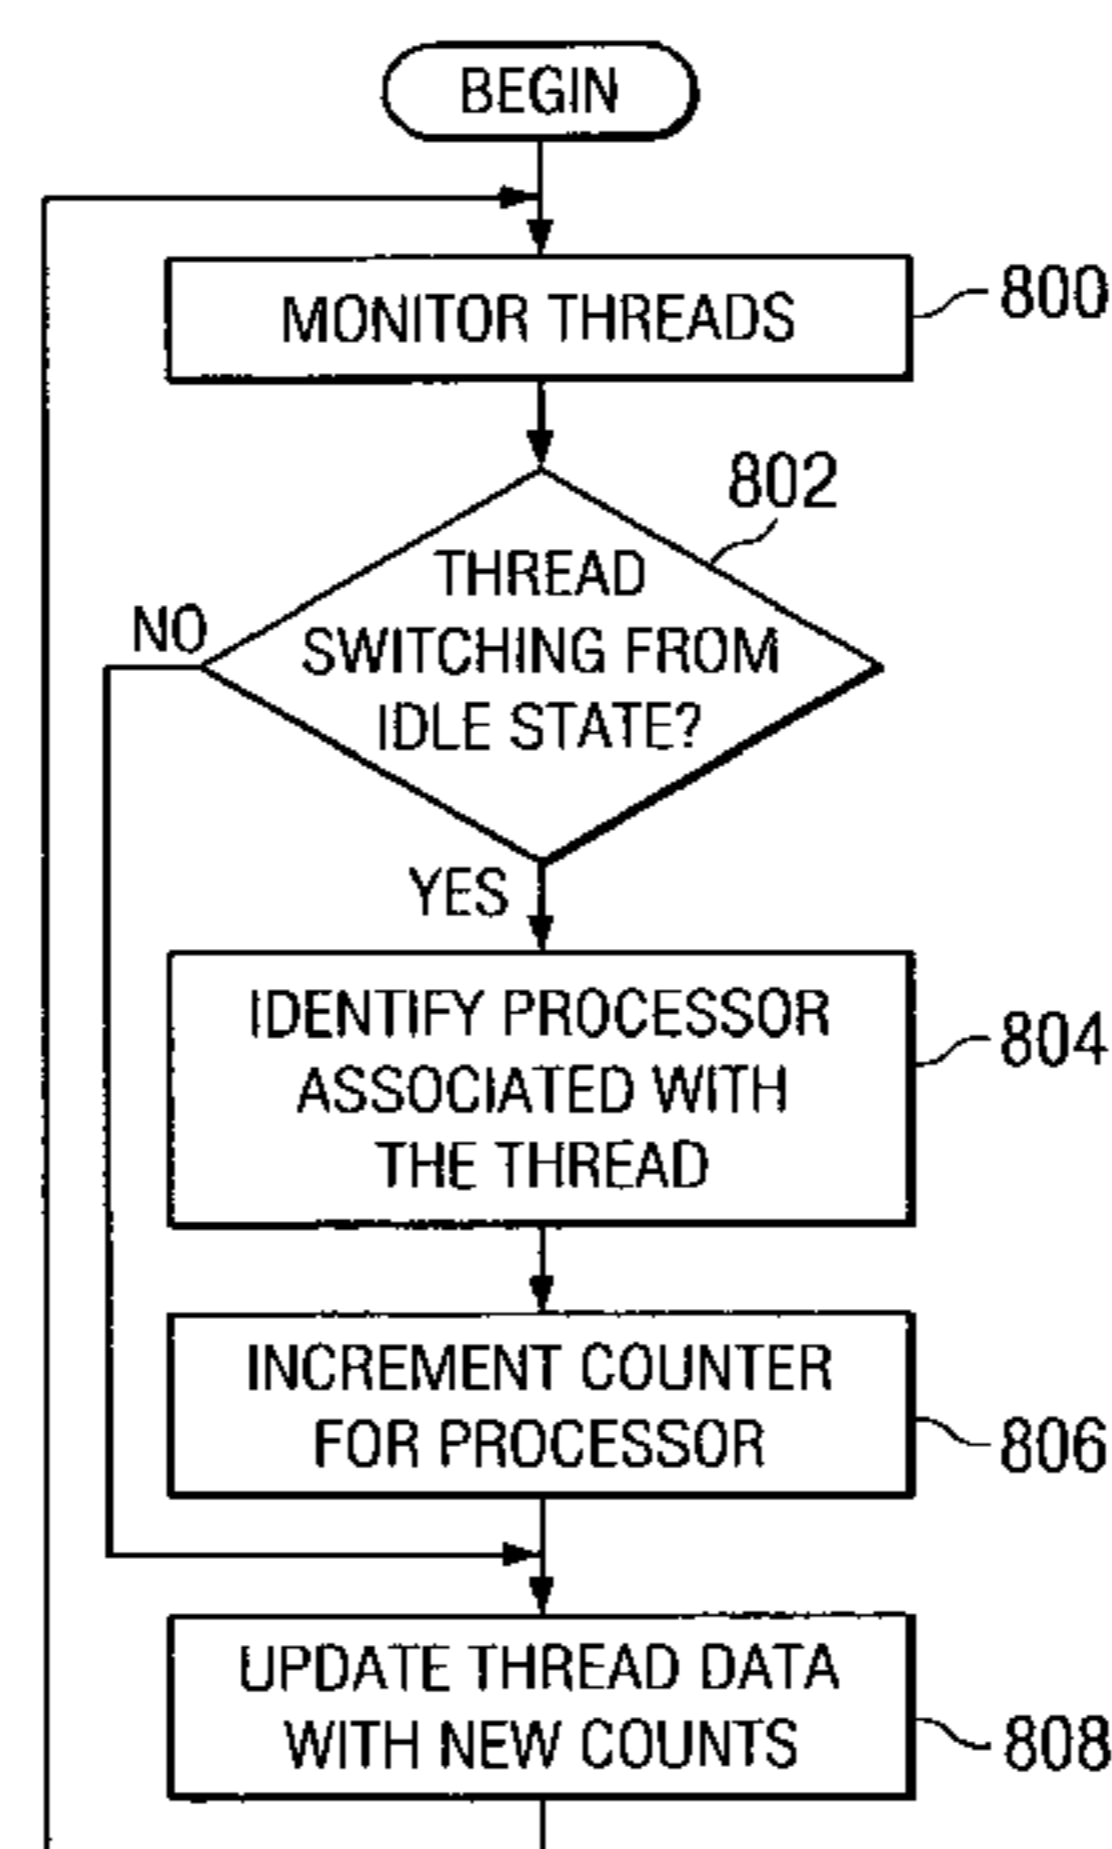 BEGIN
MONITOR THREADS
800
802
THREAD
SWITCHING FROM
IDLE STATE?
NO
YES
IDENTIFY PROCESSOR
ASSOCIATED WITH
THE THREAD
804
INCREMENT COUNTER
FOR PROCESSOR
806
UPDATE THREAD DATA
WITH NEW COUNTS
808